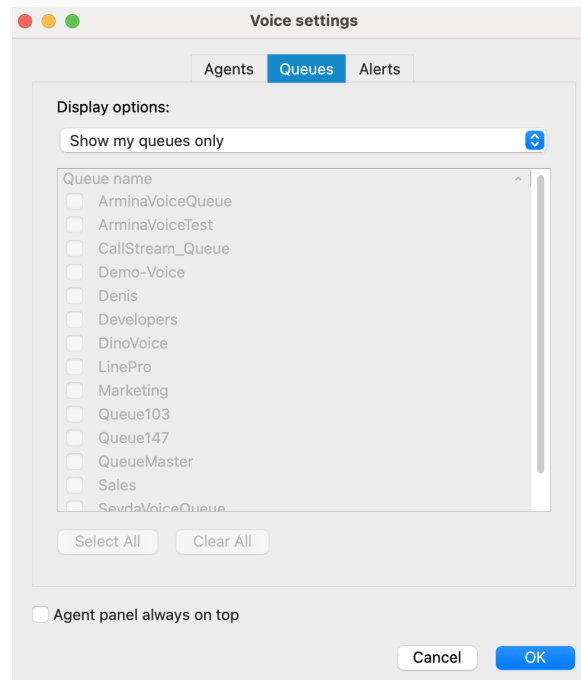 Voice settings
Agents Queues Alerts
Display options:
Show my queues only
Queue name
ArminaVoiceQueue
ArminaVoiceTest
CallStream_Queue
Demo-Voice
Denis
Developers
DinoVoice
LinePro
Marketing
Queue103
Queue147
QueueMaster
Sales
SevdaVoiceQueue
Select All Clear All
Agent panel always on top
Cancel OK